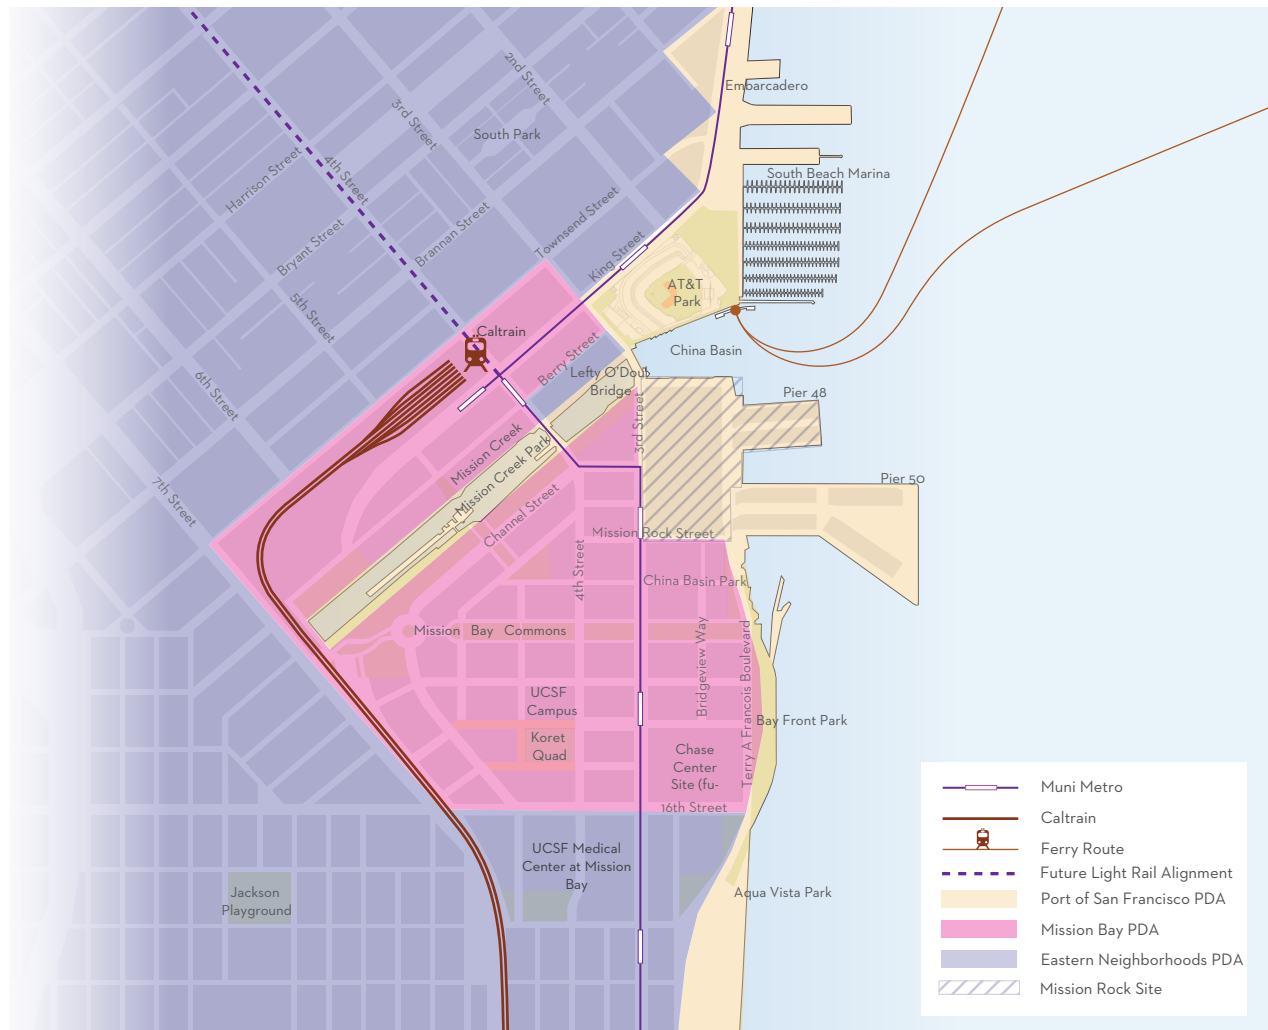 2nd Street
Embarcadero
3rd Street
South Park
4th Street
Harrison Street
South Beach Marina
Bryant Street
Brannan Street
Townsend Street
King Street
AT&T
Park
5th Street
Caltrain
China Basin
Berry Street
Lefty O'Doul
Bridge
Pier 48
6th Street
3rd Street
Mission Creek
Mission Creek Park
7th Street
Pier 50
Channel Street
Mission Rock Street
4th Street
China Basin Park
Mission Bay Commons
Bridgeview Way
Terry A Francois Boulevard
UCSF
Campus
Bay Front Park
Koret
Quad
Chase
Center
Site (fu-
16th Street
UCSF Medical
Center at Mission
Bay
Jackson
Playground
Aqua Vista Park
Muni Metro
Caltrain
Ferry Route
Future Light Rail Alignment
Port of San Francisco PDA
Mission Bay PDA
Eastern Neighborhoods PDA
Mission Rock Site